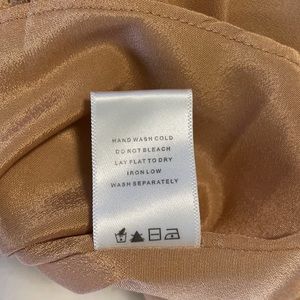 HAND WASH COLD
DO NOT BLEACH
LAY FLAT TO DRY
IRON LOW
WASH SEPARATELY